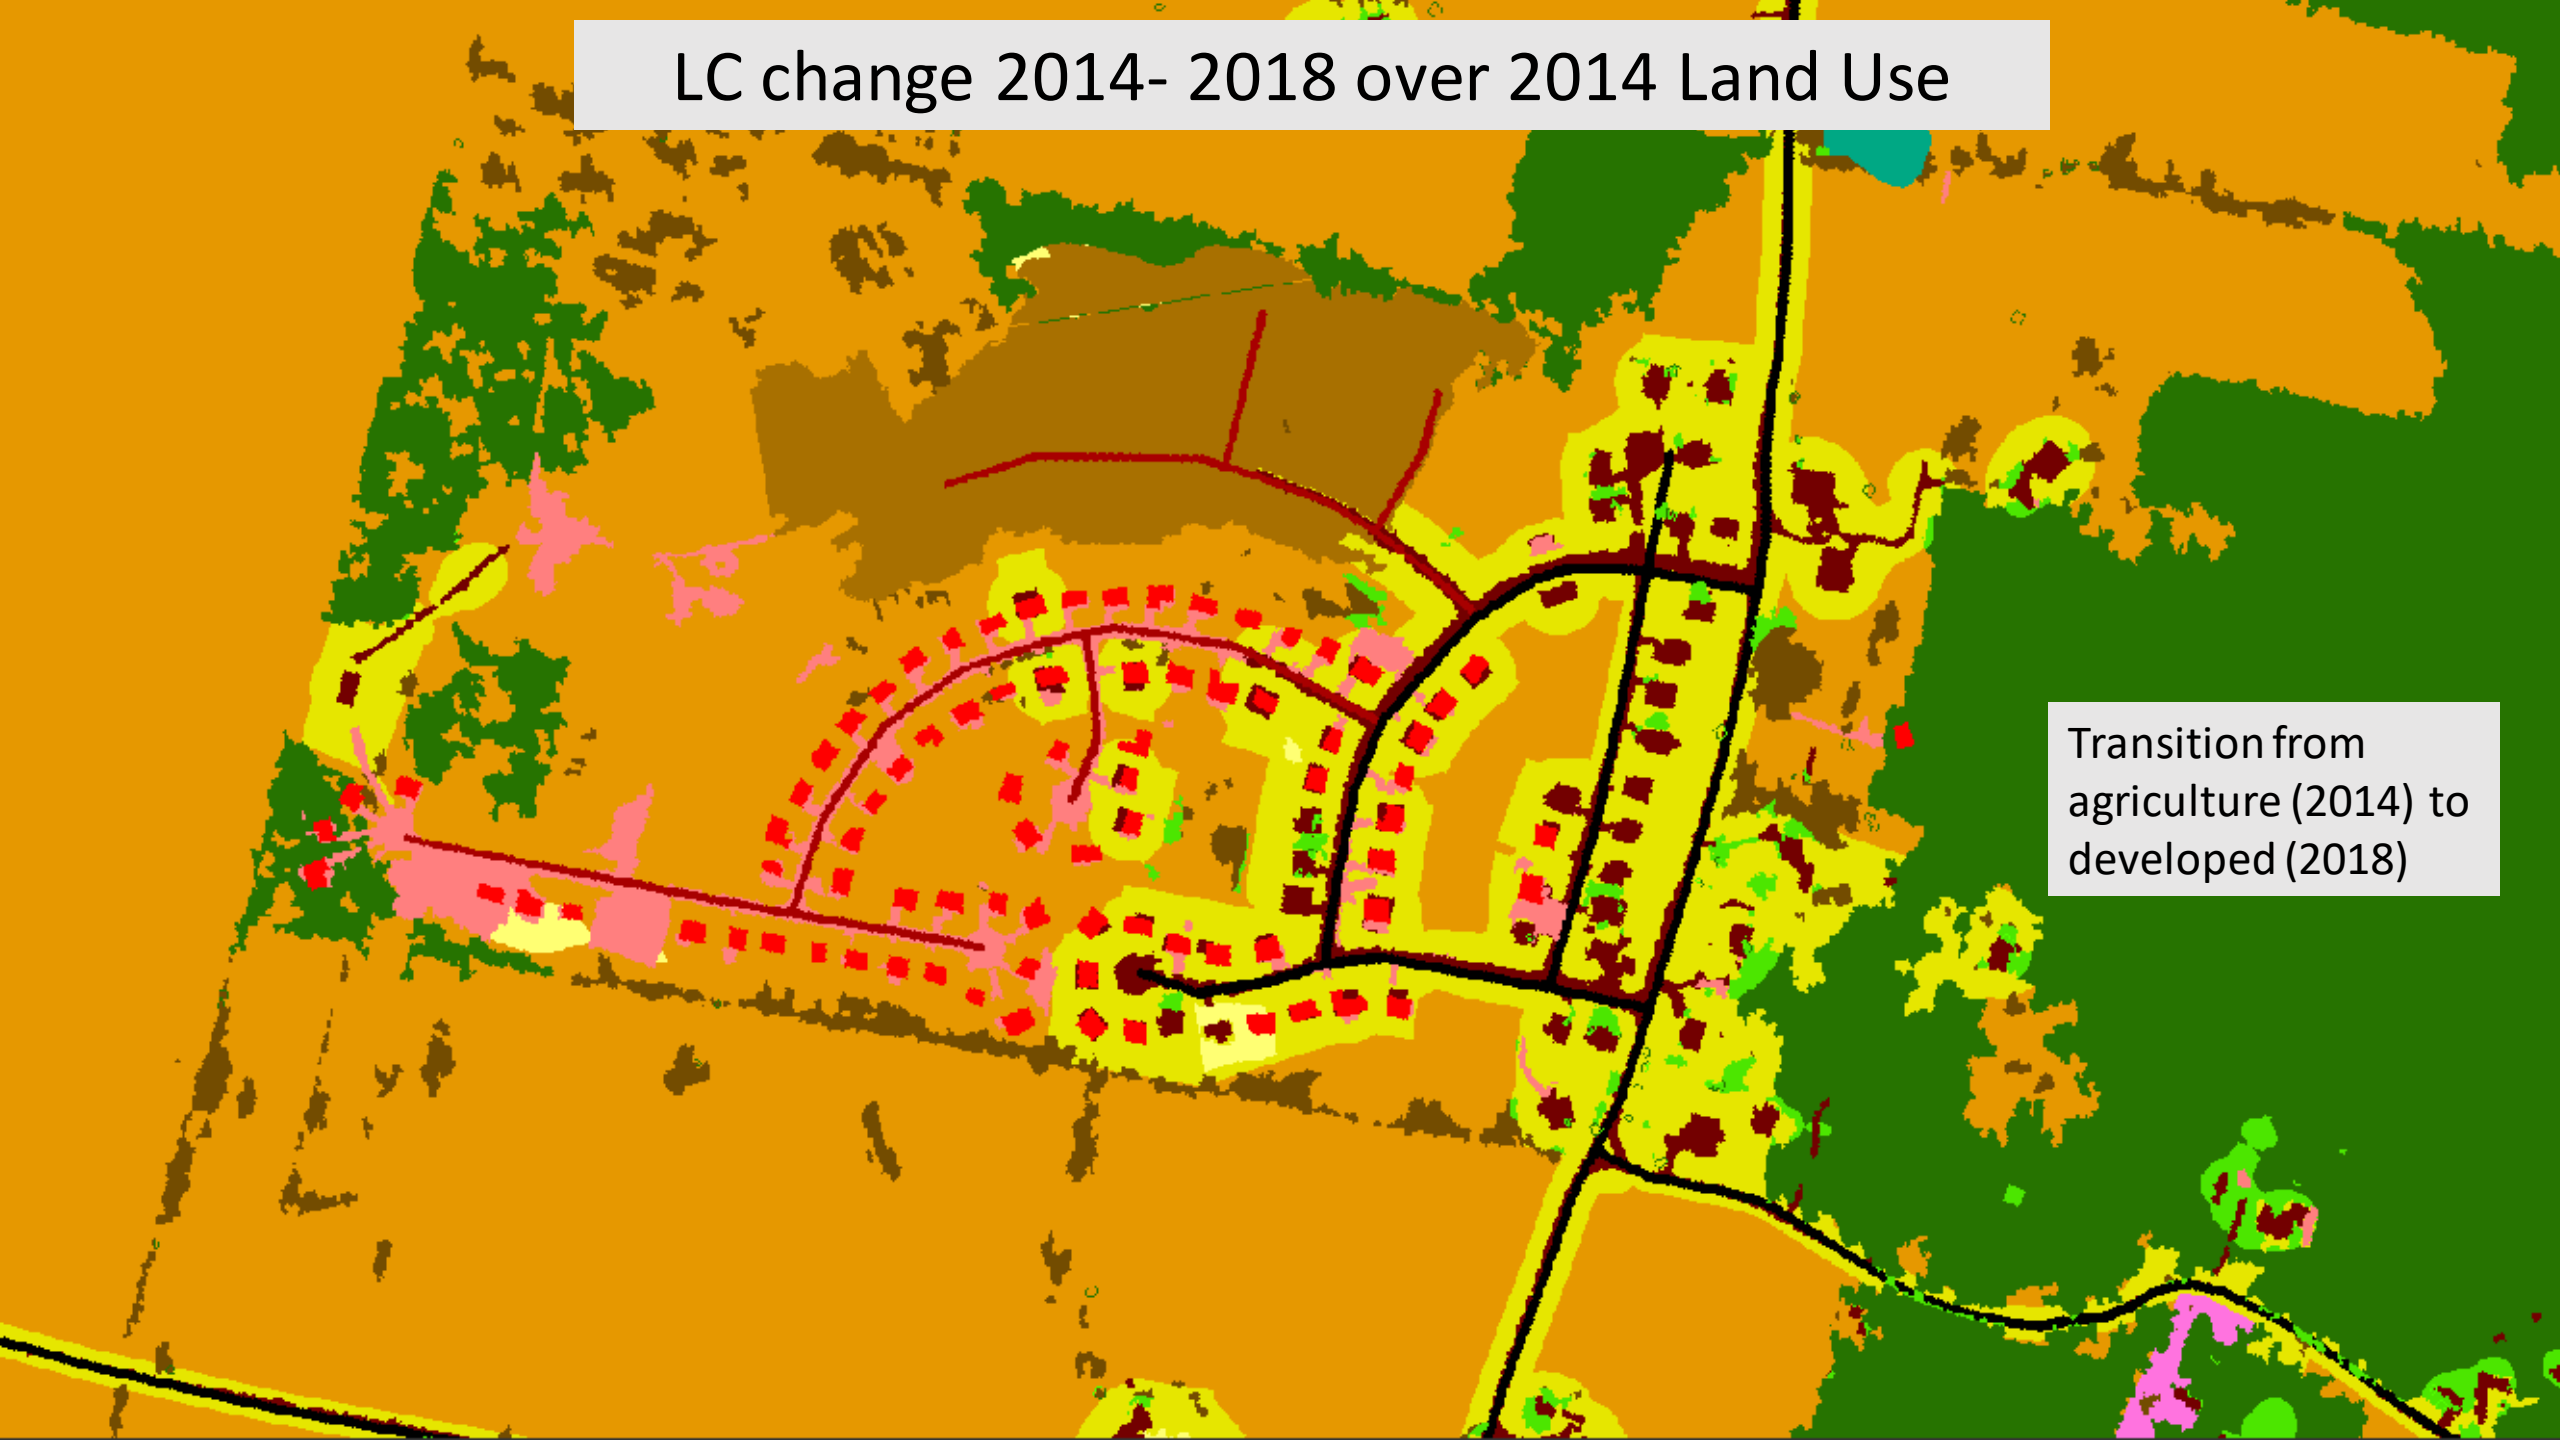 LC change 2014- 2018 over 2014 Land Use
Transition from
agriculture (2014) to
developed (2018)